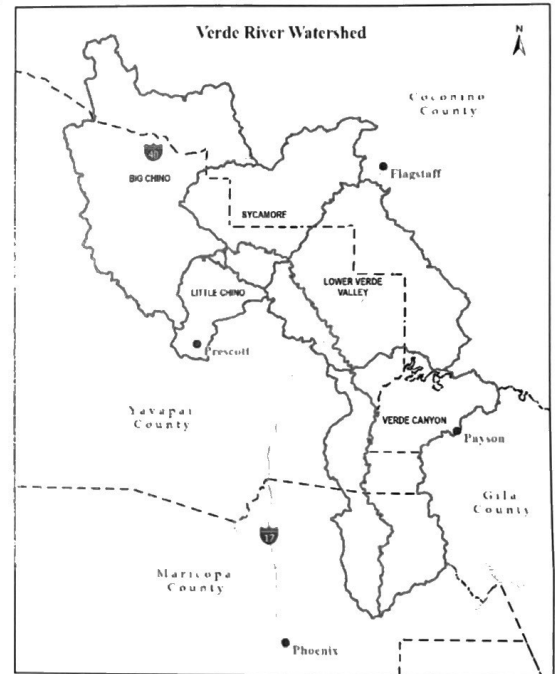 Verde River Watershed
N
Coconino
County
40
BIG CHINO
Flagstaff
SYCAMORE
LITTLE CHINO
LOWER VERDE
VALLEY
Prescott
Yavapai
County
VERDE CANYON
Payson
Gila
County
17
Maricopa
County
Phoenix